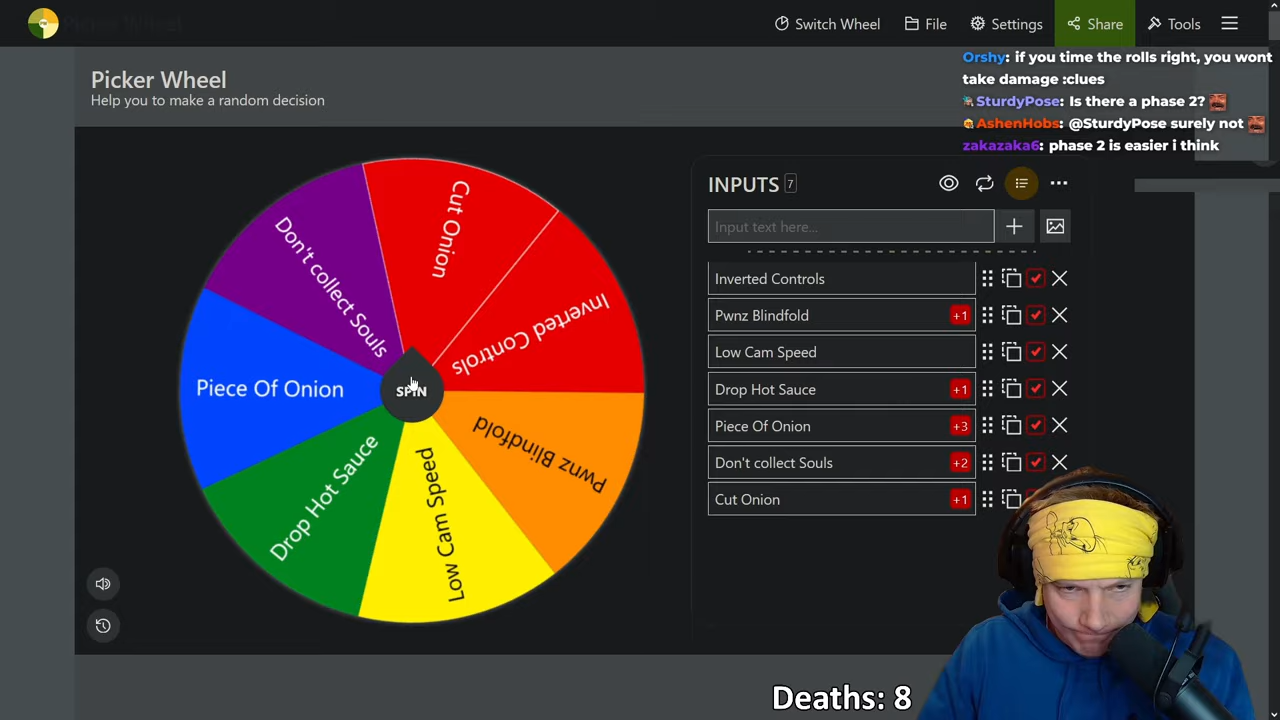 Picker Wheel
Switch Wheel
File
Settings
Share
Tools
Picker Wheel
Help you to make a random decision
Orshy: if you time the rolls right, you wont
take damage :clues
SturdyPose: Is there a phase 2?
AshenHobs: @SturdyPose surely not
zakazaka6: phase 2 is easier i think
Cut Onion
Inverted Controls
Pwnz Blindfold
Low Cam Speed
Drop Hot Sauce
Piece Of Onion
Don't collect Souls
SPIN
INPUTS 7
Input text here...
Inverted Controls
Pwnz Blindfold +1
Low Cam Speed
Drop Hot Sauce +1
Piece Of Onion +3
Don't collect Souls +2
Cut Onion +1
Deaths: 8